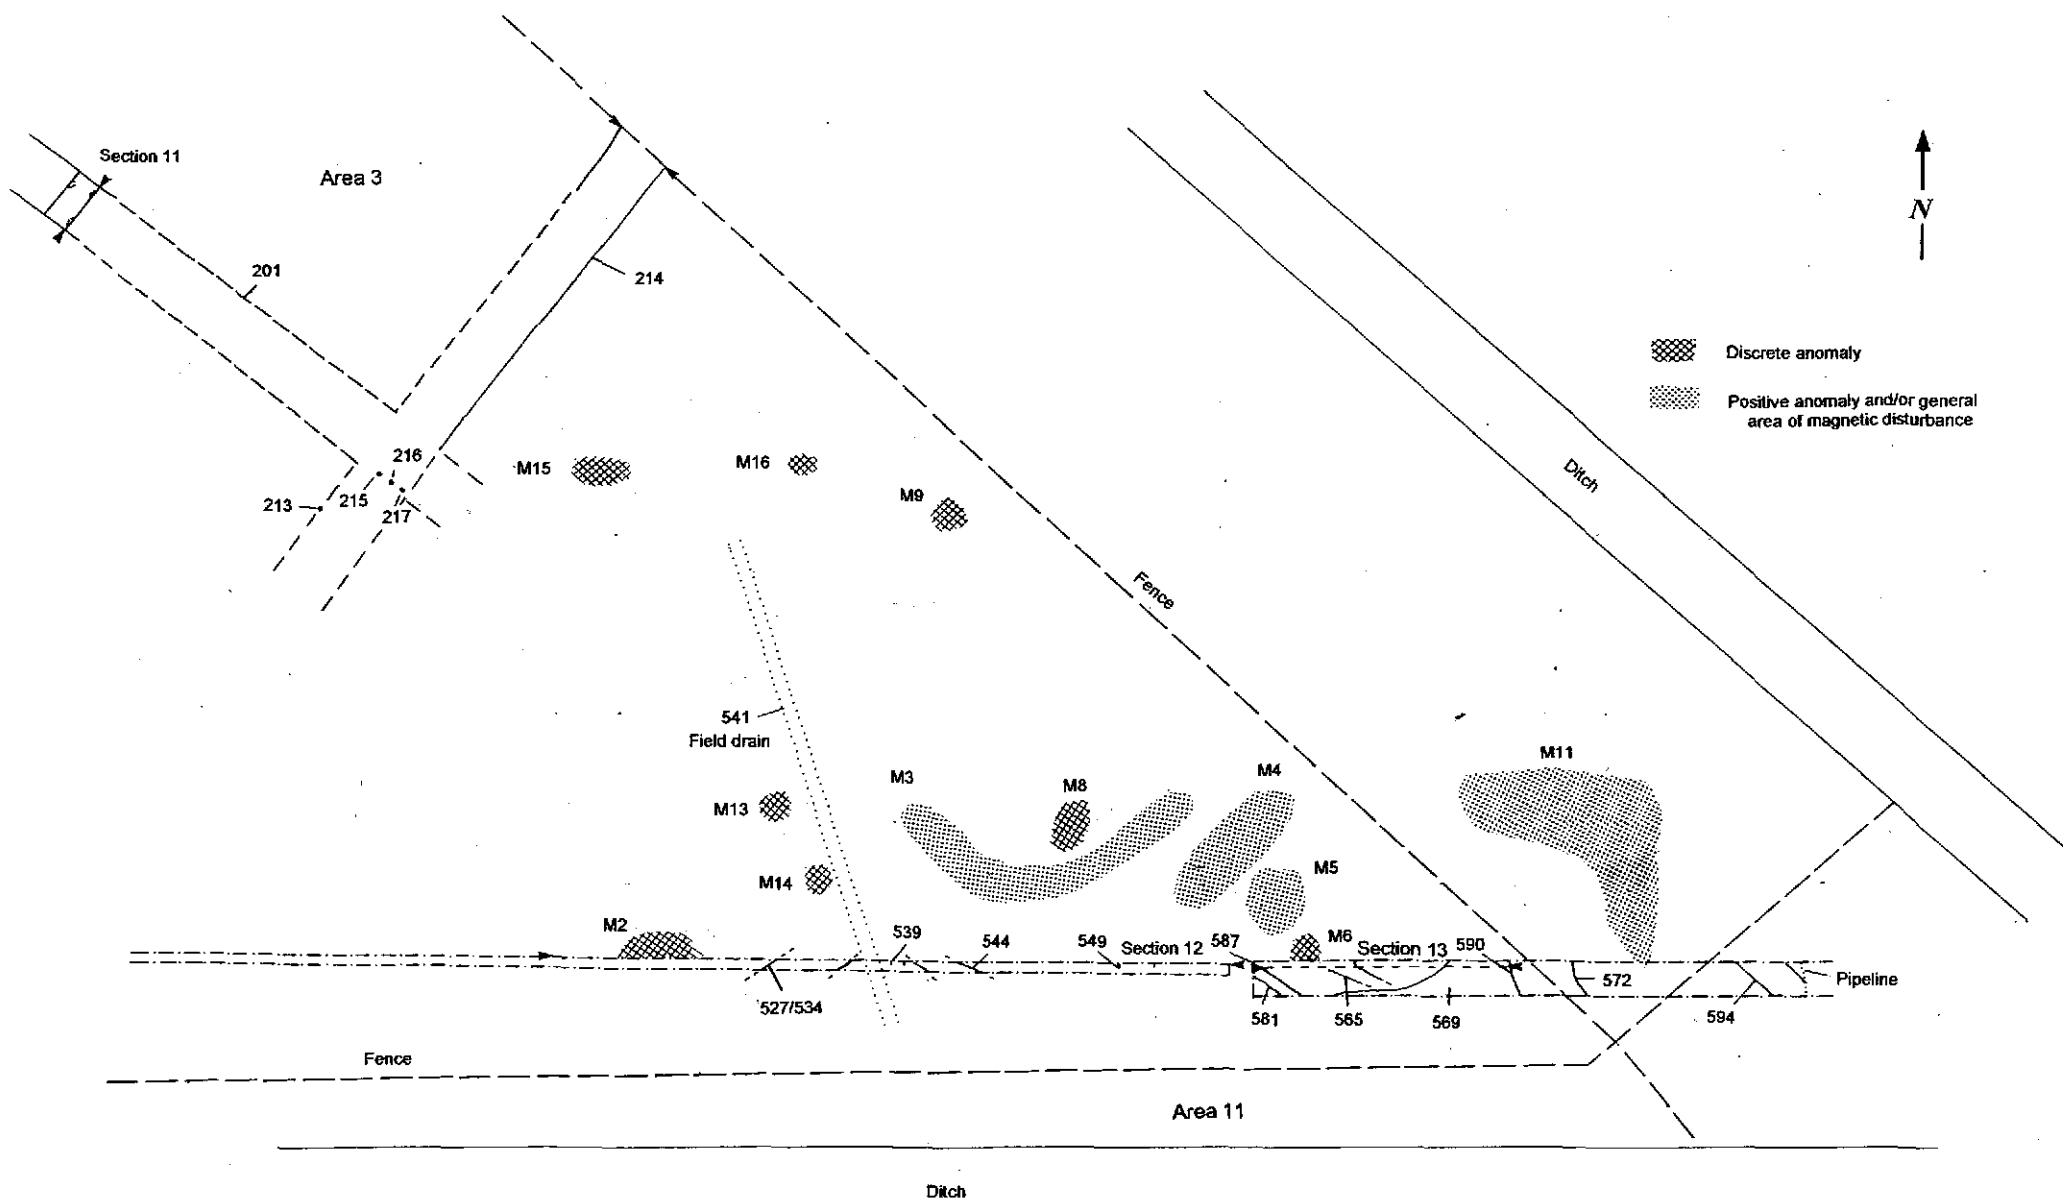 Section 11
Area 3
N
201
214
Discrete anomaly
Positive anomaly and/or general
area of magnetic disturbance
216
M15
M16
M9
Ditch
215
213
217
Fence
541
Field drain
M3
M8
M4
M11
M13
M14
M5
M2
539
544
549
Section 12
587
M6
Section 13
590
572
Pipeline
527/534
581
565
569
594
Fence
Area 11
Ditch